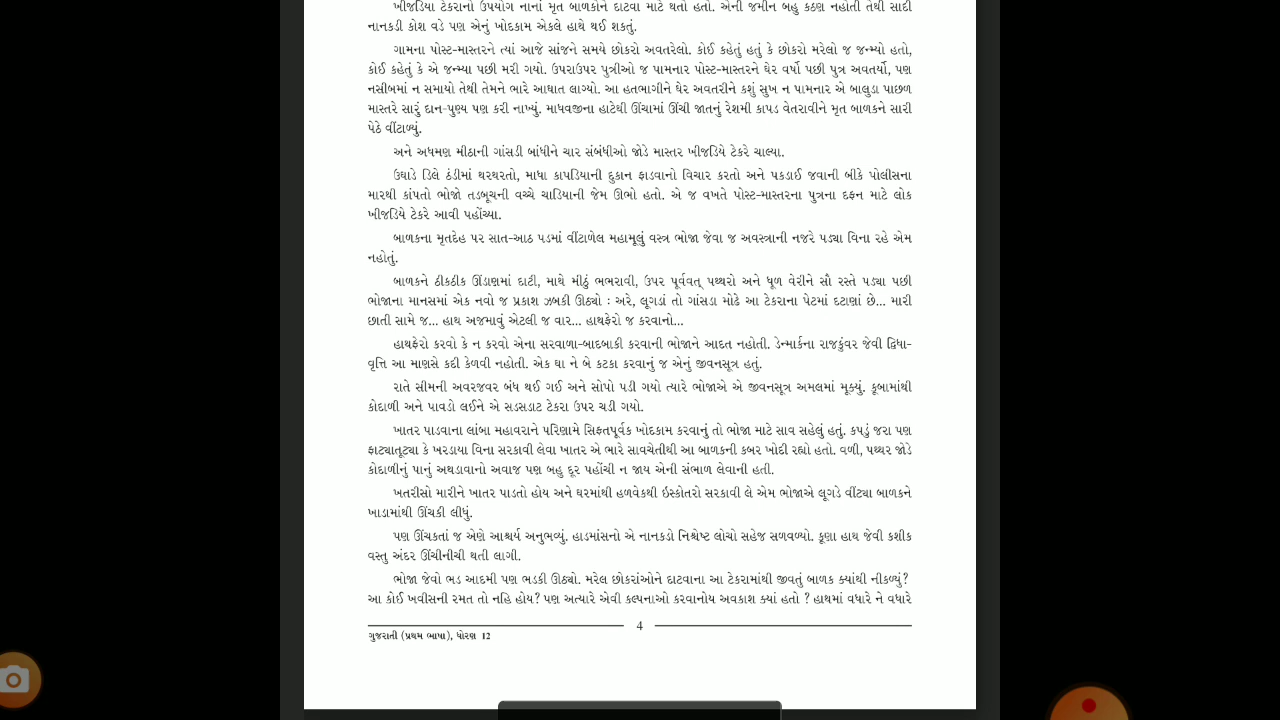 ખીજડિયા ટેકરાનો ઉપયોગ નાનાં મૃત બાળકોને દાટવા માટે થતો હતો. એની જમીન બહુ કઠણ નહોતી તેથી સાદી
નાનકડી કોશ વડે પણ એનું ખોદકામ એકલે હાથે થઈ શકતું.
ગામના પોસ્ટ-માસ્તરને ત્યાં આજે સાંજને સમયે છોકરો અવતરેલો. કોઈ કહેતું હતું કે છોકરો મરેલો જ જન્મ્યો હતો,
કોઈ કહેતું કે એ જન્મ્યા પછી મરી ગયો. ઉપરાઉપર પુત્રીઓ જ પામનાર પોસ્ટ-માસ્તરને ઘેર વર્ષો પછી પુત્ર અવતર્યો, પણ
નસીબમાં ન સમાયો તેથી તેમને ભારે આઘાત લાગ્યો. આ હતભાગીને ઘેર અવતરીને કશું સુખ ન પામનાર એ બાલુડા પાછળ
માસ્તરે સારું દાન-પુણ્ય પણ કરી નાખ્યું. માધવજીના હાટેથી ઊંચામાં ઊંચી જાતનું રેશમી કાપડ વેતરાવીને મૃત બાળકને સારી
પેઠે વીંટાળ્યું.
અને અધમણ મીઠાની ગાંસડી બાંધીને ચાર સંબંધીઓ જોડે માસ્તર ખીજડિયે ટેકરે ચાલ્યા.
ઉઘાડે ડિલે ઠંડીમાં થરથરતો, માધા કાપડિયાની દુકાન ફાડવાનો વિચાર કરતો અને પકડાઈ જવાની બીકે પોલીસના
મારથી કાંપતો ભોજો તડબૂચની વચ્ચે ચાડિયાની જેમ ઊભો હતો. એ જ વખતે પોસ્ટ-માસ્તરના પુત્રના દફન માટે લોક
ખીજડિયે ટેકરે આવી પહોંચ્યા.
બાળકના મૃતદેહ પર સાત-આઠ પડમાં વીંટાળેલ મહામૂલું વસ્ત્ર ભોજા જેવા જ અવસ્ત્રાની નજરે પડ્યા વિના રહે એમ
નહોતું.
બાળકને ઠીકઠીક ઊંડાણમાં દાટી, માથે મીઠું ભભરાવી, ઉપર પૂર્વવત્ પથ્થરો અને ધૂળ વેરીને સૌ રસ્તે પડ્યા પછી
ભોજાના માનસમાં એક નવો જ પ્રકાશ ઝબકી ઊઠ્યો : અરે, લૂગડાં તો ગાંસડા મોઢે આ ટેકરાના પેટમાં દટાણાં છે... મારી
છાતી સામે જ... હાથ અજમાવું એટલી જ વાર... હાથફેરો જ કરવાનો...
હાથફેરો કરવો કે ન કરવો એના સરવાળા-બાદબાકી કરવાની ભોજાને આદત નહોતી. ડેન્માર્કના રાજકુંવર જેવી દ્વિધા-
વૃત્તિ આ માણસે કદી કેળવી નહોતી. એક ઘા ને બે કટકા કરવાનું જ એનું જીવનસૂત્ર હતું.
રાતે સીમની અવરજવર બંધ થઈ ગઈ અને સોપો પડી ગયો ત્યારે ભોજાએ એ જીવનસૂત્ર અમલમાં મૂક્યું. કૂબામાંથી
કોદાળી અને પાવડો લઈને એ સડસડાટ ટેકરા ઉપર ચડી ગયો.
ખાતર પાડવાના લાંબા મહાવરાને પરિણામે સિફતપૂર્વક ખોદકામ કરવાનું તો ભોજા માટે સાવ સહેલું હતું. કપડું જરા પણ
ફાટ્યાતૂટ્યા કે ખરડાયા વિના સરકાવી લેવા ખાતર એ ભારે સાવચેતીથી આ બાળકની કબર ખોદી રહ્યો હતો. વળી, પથ્થર જોડે
કોદાળીનું પાનું અથડાવાનો અવાજ પણ બહુ દૂર પહોંચી ન જાય એની સંભાળ લેવાની હતી.
ખતરીસો મારીને ખાતર પાડતો હોય અને ઘરમાંથી હળવેકથી ઇસ્કોતરો સરકાવી લે એમ ભોજાએ લૂગડે વીંટ્યા બાળકને
ખાડામાંથી ઊંચકી લીધું.
પણ ઊંચકતાં જ એણે આશ્ચર્ય અનુભવ્યું. હાડમાંસનો એ નાનકડો નિશ્ચેષ્ટ લોચો સહેજ સળવળ્યો. કૂણા હાથ જેવી કશીક
વસ્તુ અંદર ઊંચીનીચી થતી લાગી.
ભોજા જેવો ભડ આદમી પણ ભડકી ઊઠ્યો. મરેલ છોકરાંઓને દાટવાના આ ટેકરામાંથી જીવતું બાળક ક્યાંથી નીકળ્યું?
આ કોઈ ખવીસની રમત તો નહિ હોય? પણ અત્યારે એવી કલ્પનાઓ કરવાનોય અવકાશ ક્યાં હતો ? હાથમાં વધારે ને વધારે
4
ગુજરાતી (પ્રથમ ભાષા), ધોરણ 12